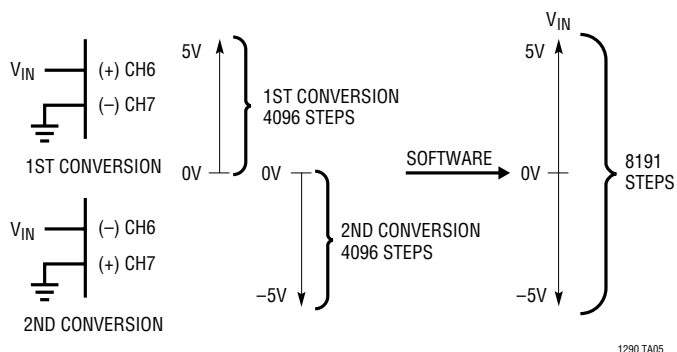 V_IN
(+) CH6
(–) CH7
1ST CONVERSION
5V
0V
1ST CONVERSION
4096 STEPS
V_IN
(–) CH6
(+) CH7
2ND CONVERSION
0V
–5V
2ND CONVERSION
4096 STEPS
SOFTWARE
V_IN
5V
0V
–5V
8191
STEPS
1290 TA05